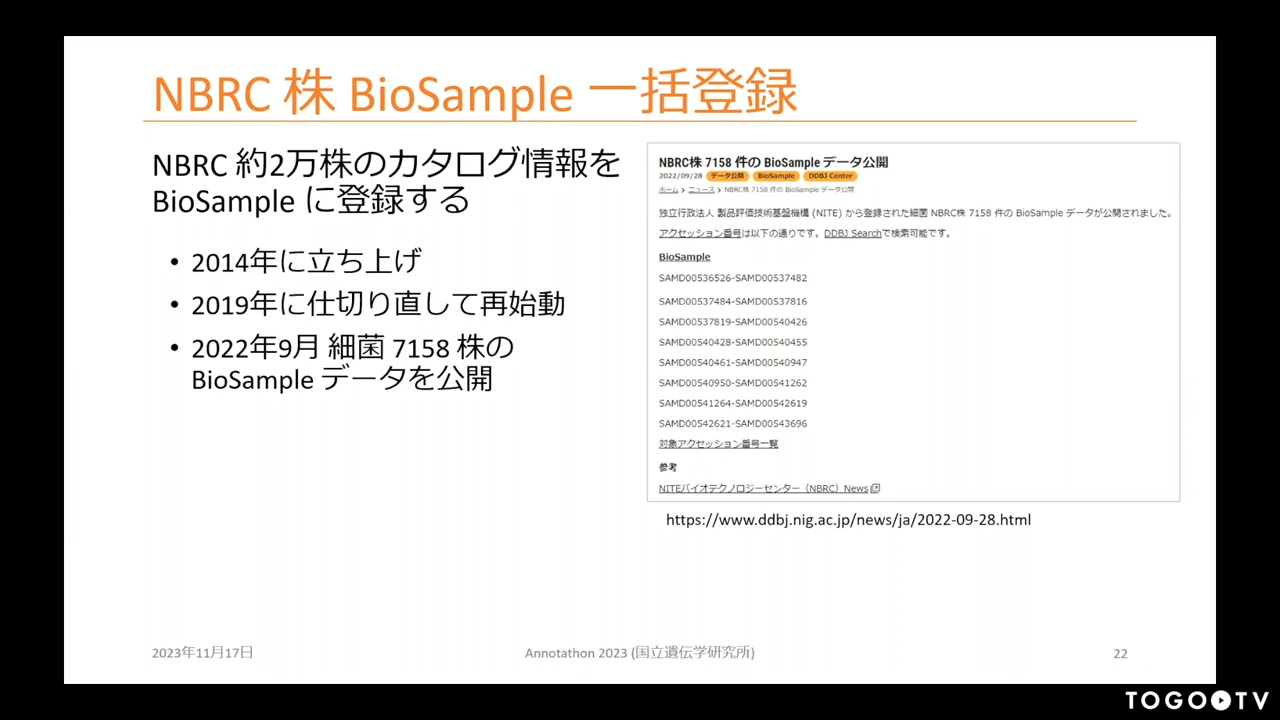 NBRC 株 BioSample 一括登録
NBRC 約2万株のカタログ情報を
BioSample に登録する
• 2014年に立ち上げ
• 2019年に仕切り直して再始動
• 2022年9月 細菌 7158 株の
BioSample データを公開
NBRC株 7158 件の BioSample データ公開
2022/09/28 データ公開 BioSample DDBJ Center
ホーム > ニュース > NBRC株 7158 件の BioSample データ公開
独立行政法人 製品評価技術基盤機構 (NITE) から登録された細菌 NBRC株 7158 件の BioSample データが公開されました。
アクセッション番号は以下の通りです。DDBJ Searchで検索可能です。
BioSample
SAMD00536526-SAMD00537482
SAMD00537484-SAMD00537816
SAMD00537819-SAMD00540426
SAMD00540428-SAMD00540455
SAMD00540461-SAMD00540947
SAMD00540950-SAMD00541262
SAMD00541264-SAMD00542619
SAMD00542621-SAMD00543696
対象アクセッション番号一覧
参考
NITEバイオテクノロジーセンター（NBRC）News
https://www.ddbj.nig.ac.jp/news/ja/2022-09-28.html
2023年11月17日
Annotathon 2023 (国立遺伝学研究所)
22
TOGO TV